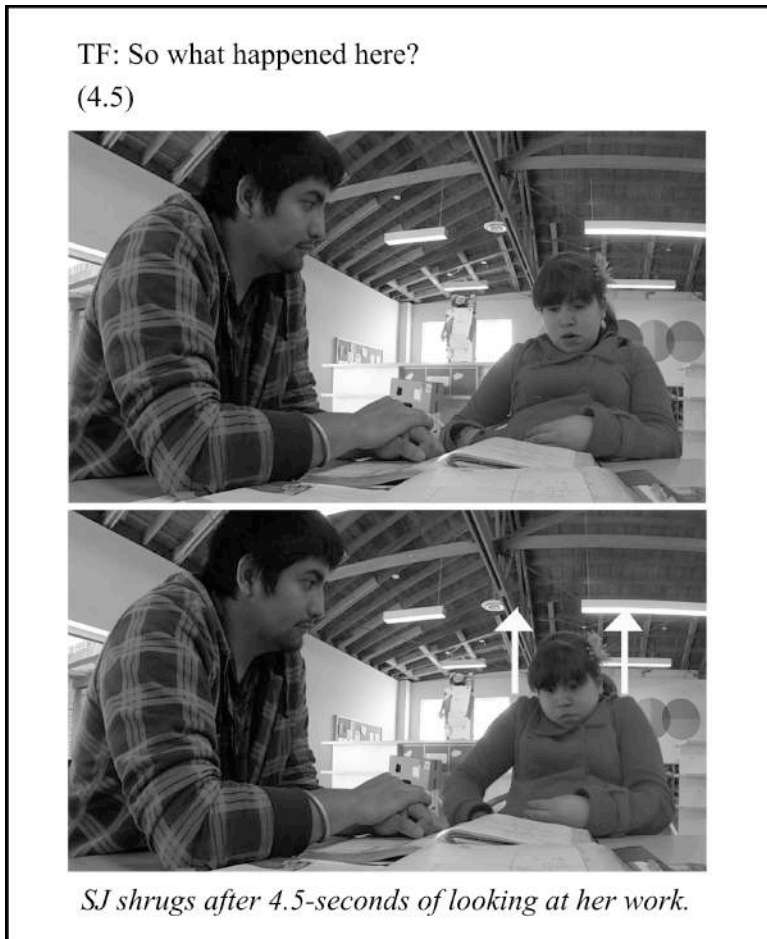 TF: So what happened here?
(4.5)
SJ shrugs after 4.5-seconds of looking at her work.